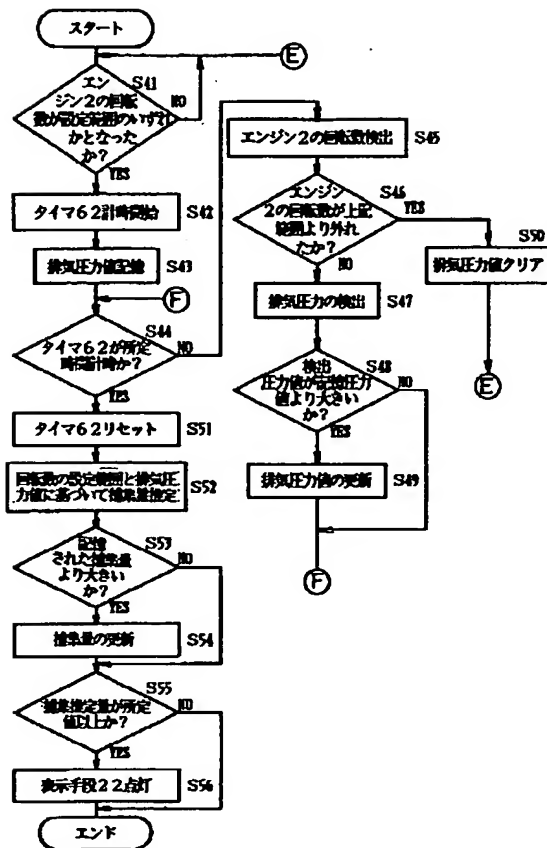 スタート
E
エン
ジン2の回転
数が設定範囲のいずれ
かとなった
か?
S41
NO
YES
タイマ62計時開始
S42
排気圧力値記憶
S43
F
タイマ62が所定
時間計時か?
S44
NO
YES
タイマ62リセット
S51
回転数の設定範囲と排気圧
力値に基づいて捕集量推定
S52
記憶
された捕集量
より大きい
か?
S53
NO
YES
捕集量の更新
S54
捕集推定量が所定
値以上か?
S55
NO
YES
表示手段22点灯
S56
エンド
エンジン2の回転数検出
S45
エンジン
2の回転数が上記
範囲より外れ
たか?
S46
YES
NO
排気圧力の検出
S47
検出
圧力値が記憶圧力
値より大きい
か?
S48
NO
YES
排気圧力値の更新
S49
F
S50
排気圧力値クリア
E